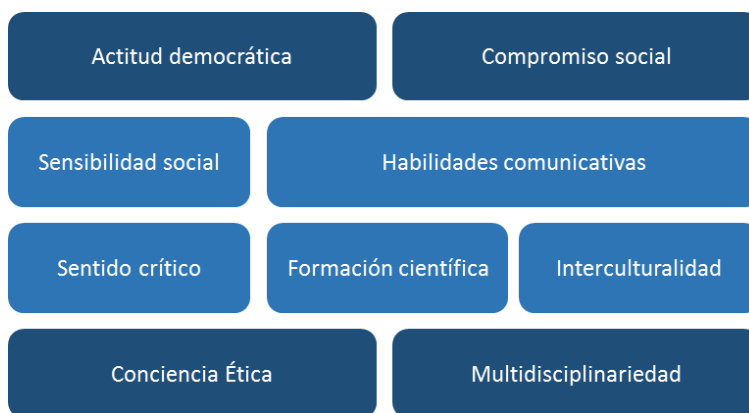 Actitud democrática
Compromiso social
Sensibilidad social
Habilidades comunicativas
Sentido crítico
Formación científica
Interculturalidad
Conciencia Ética
Multidisciplinariedad